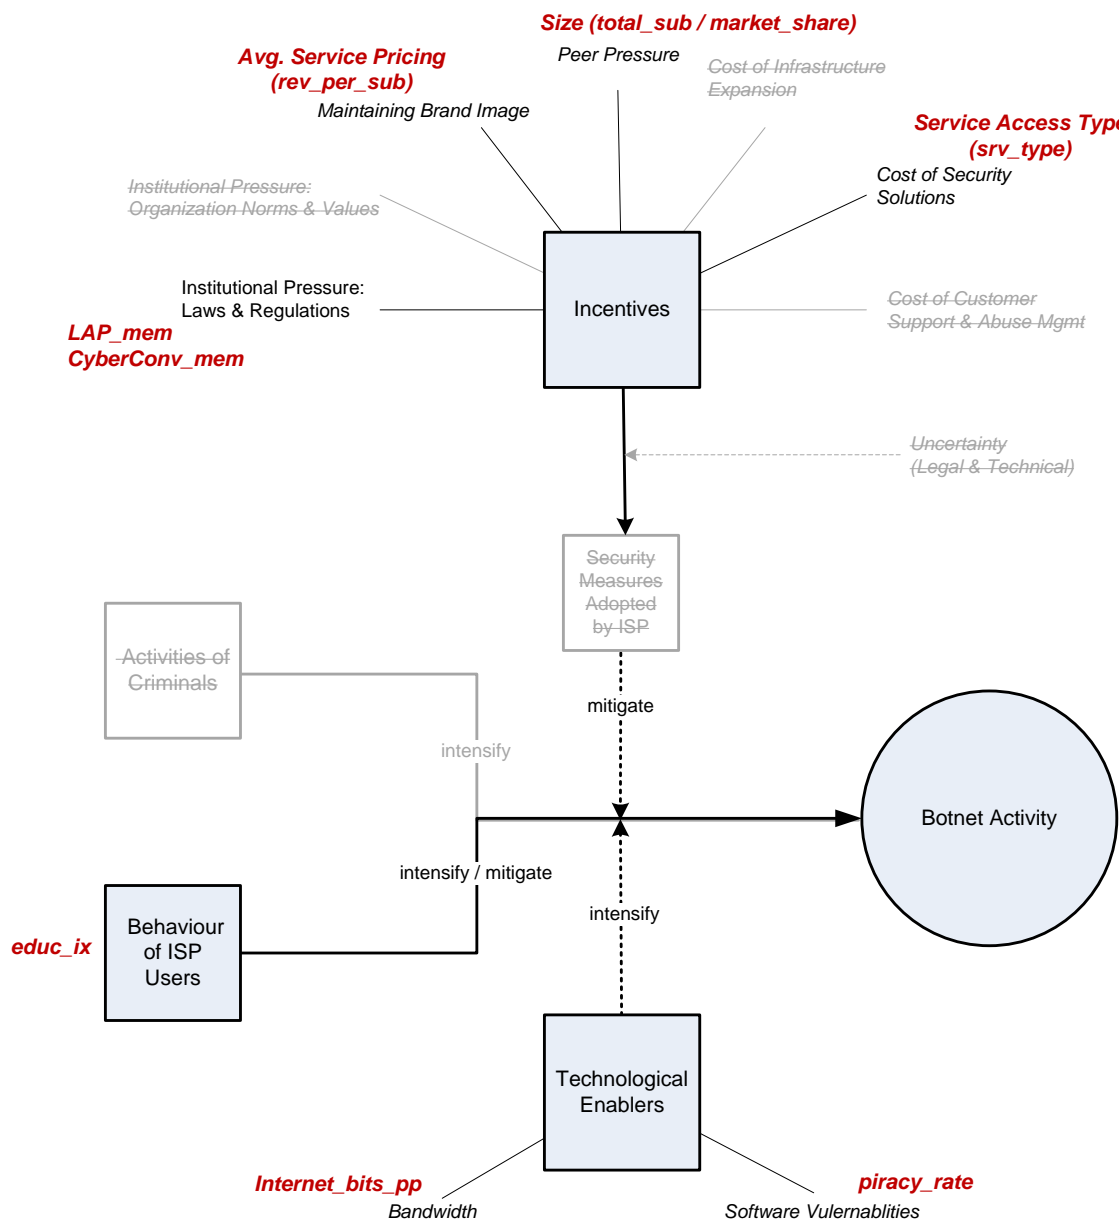 Size (total_sub / market_share)
Peer Pressure
Avg. Service Pricing
(rev_per_sub)
Maintaining Brand Image
Cost of Infrastructure
Expansion
Service Access Type
(srv_type)
Cost of Security
Solutions
Institutional Pressure:
Organization Norms & Values
Institutional Pressure:
Laws & Regulations
LAP_mem
CyberConv_mem
Incentives
Cost of Customer
Support & Abuse Mgmt
Uncertainty
(Legal & Technical)
Security
Measures
Adopted
by ISP
Activities of
Criminals
mitigate
intensify
Botnet Activity
intensify / mitigate
intensify
educ_ix
Behaviour
of ISP
Users
Technological
Enablers
Internet_bits_pp
Bandwidth
piracy_rate
Software Vulernablities